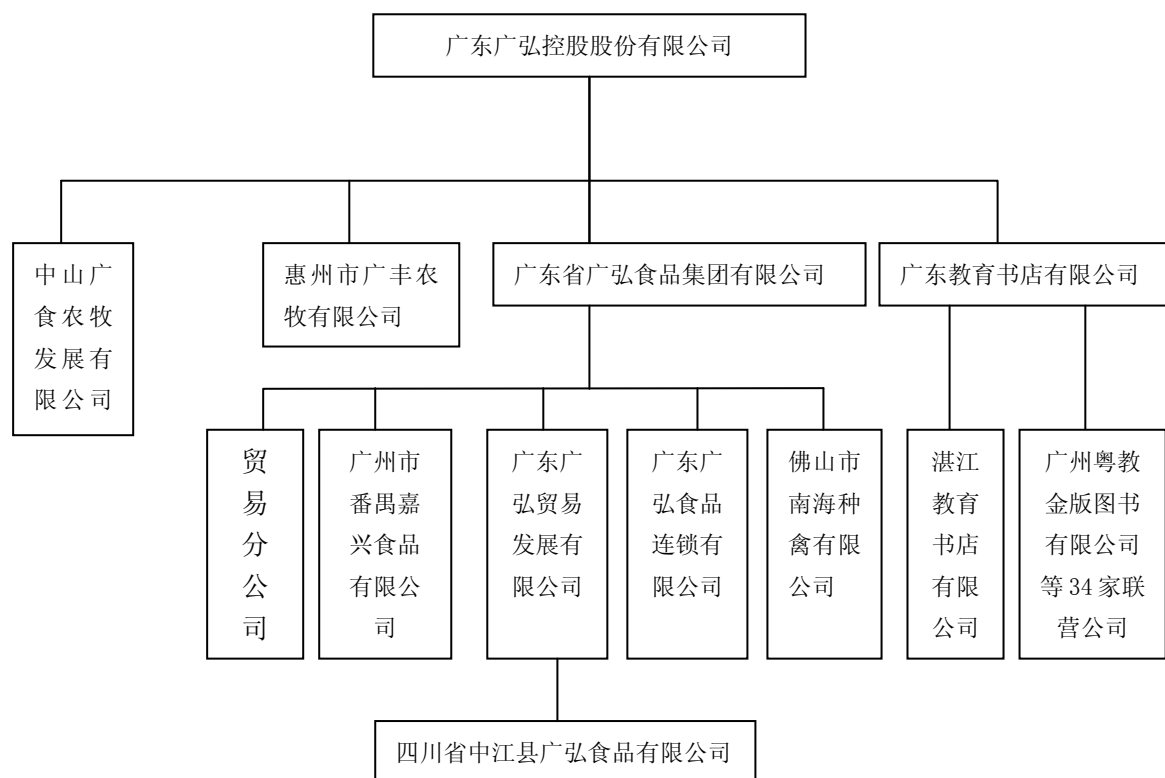 广东广弘控股股份有限公司
中山广
食农牧
发展有
限公司
惠州市广丰农
牧有限公司
广东省广弘食品集团有限公司
广东教育书店有限公司
贸
易
分
公
司
广州市
番禺嘉
兴食品
有限公
司
广东广
弘贸易
发展有
限公司
广东广
弘食品
连锁有
限公司
佛山市
南海种
禽有限
公司
湛江
教育
书店
有限
公司
广州粤教
金版图书
有限公司
等 34 家联
营公司
四川省中江县广弘食品有限公司